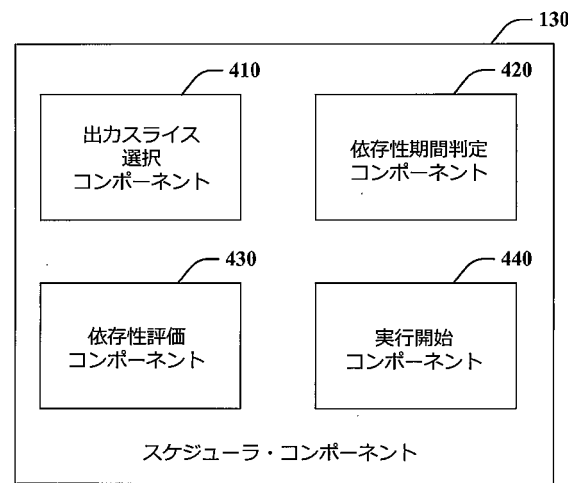 130
410
出力スライス
選択
コンポーネント
420
依存性期間判定
コンポーネント
430
依存性評価
コンポーネント
440
実行開始
コンポーネント
スケジューラ・コンポーネント